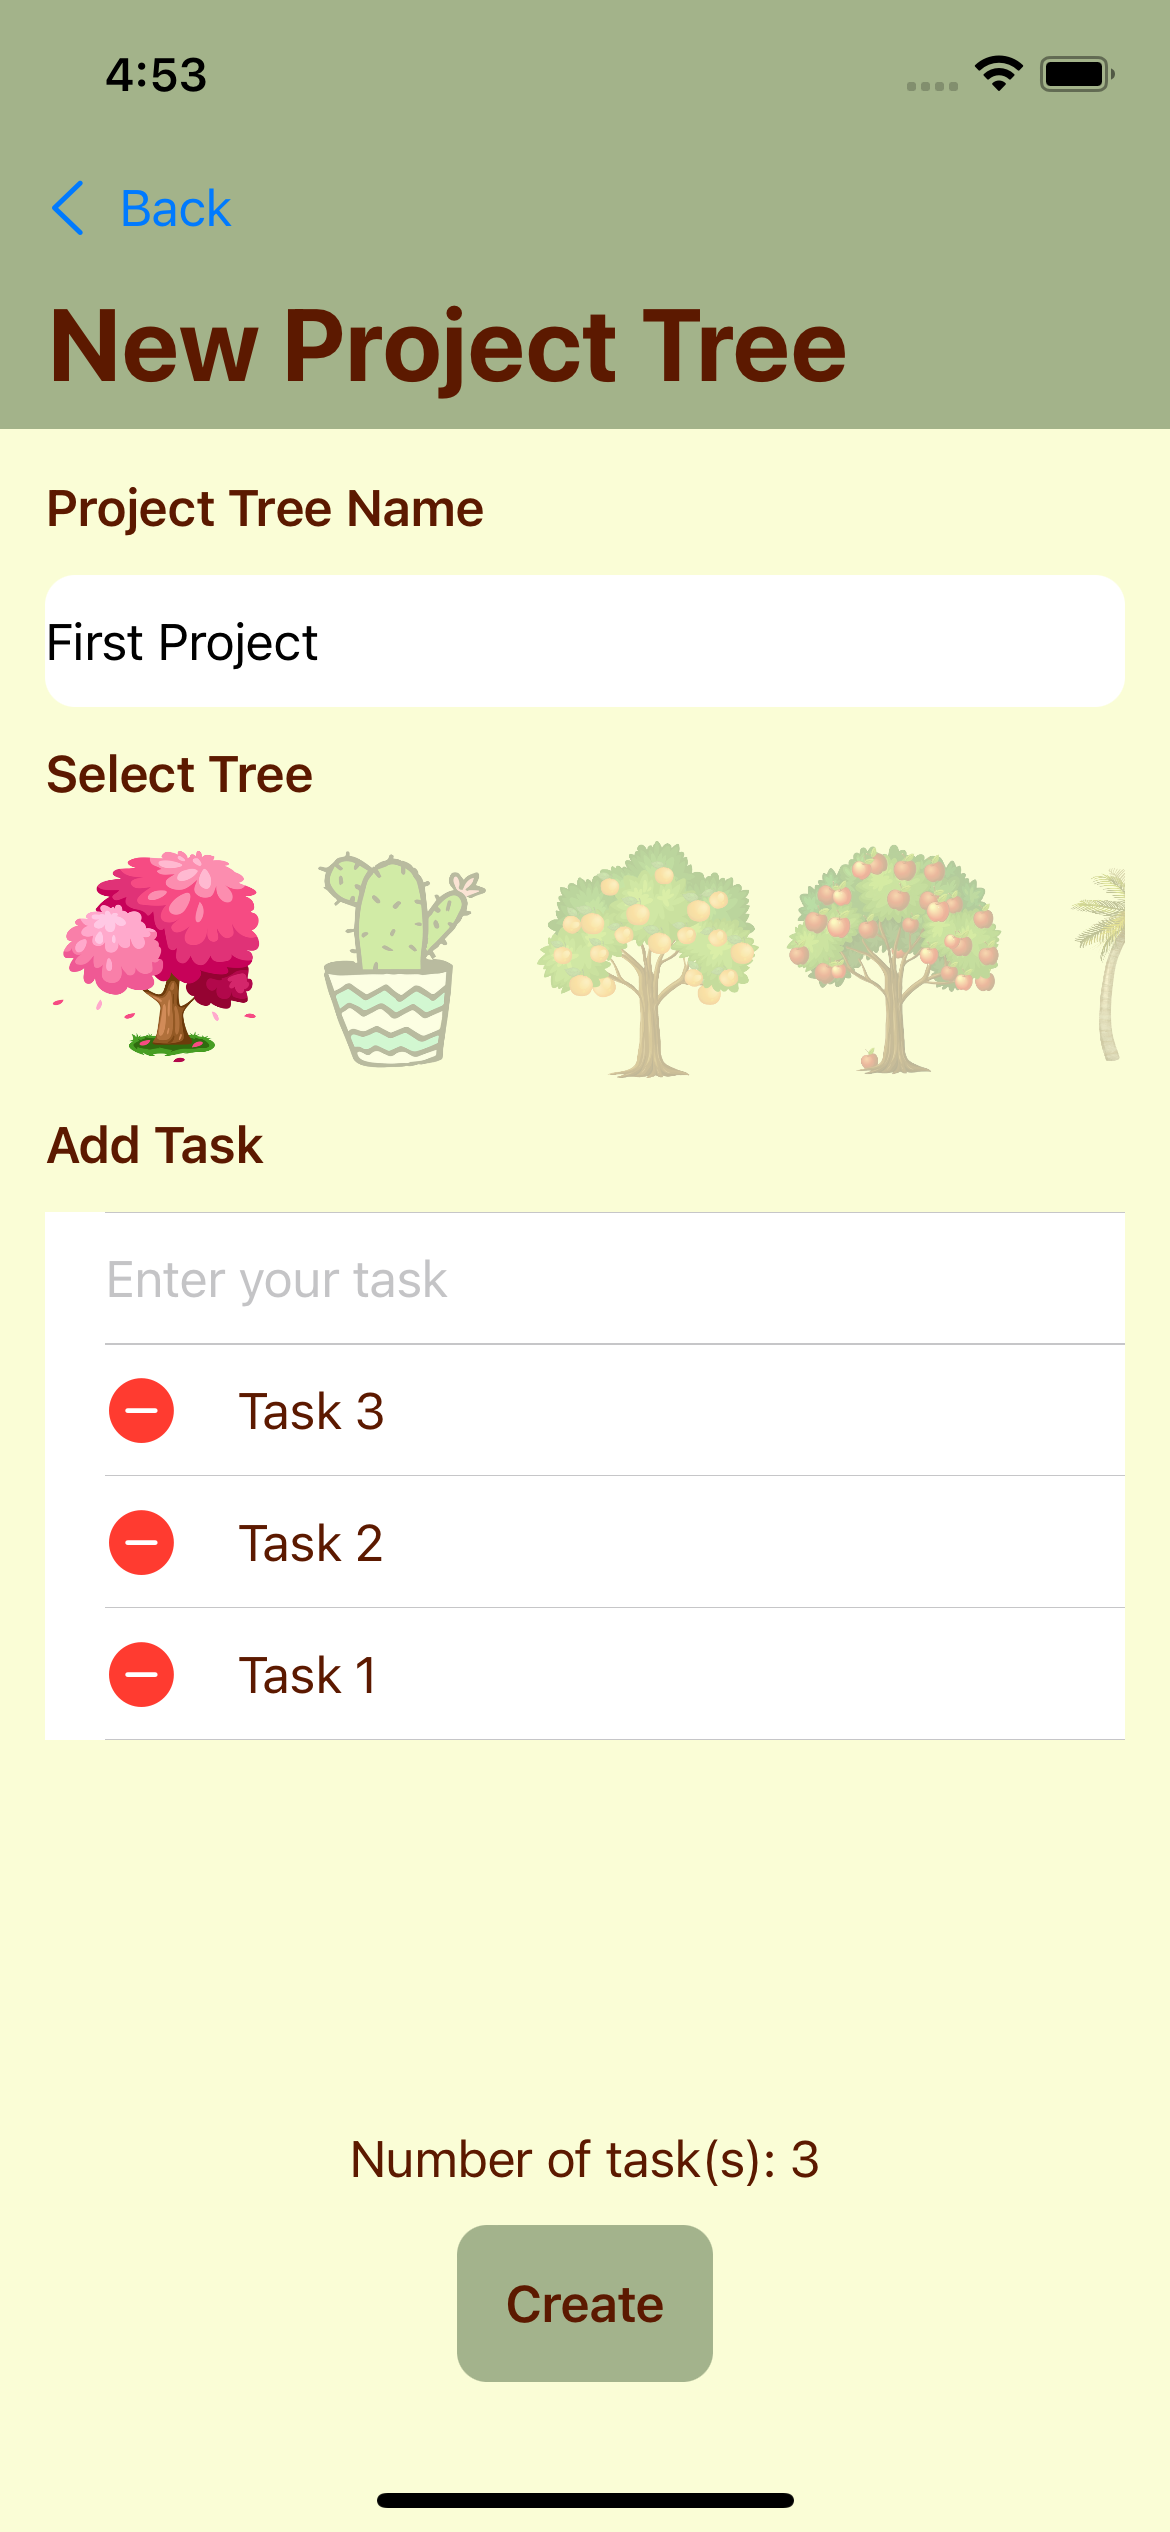 4:53
Back
New Project Tree
Project Tree Name
First Project
Select Tree
Add Task
Enter your task
Task 3
Task 2
Task 1
Number of task(s): 3
Create